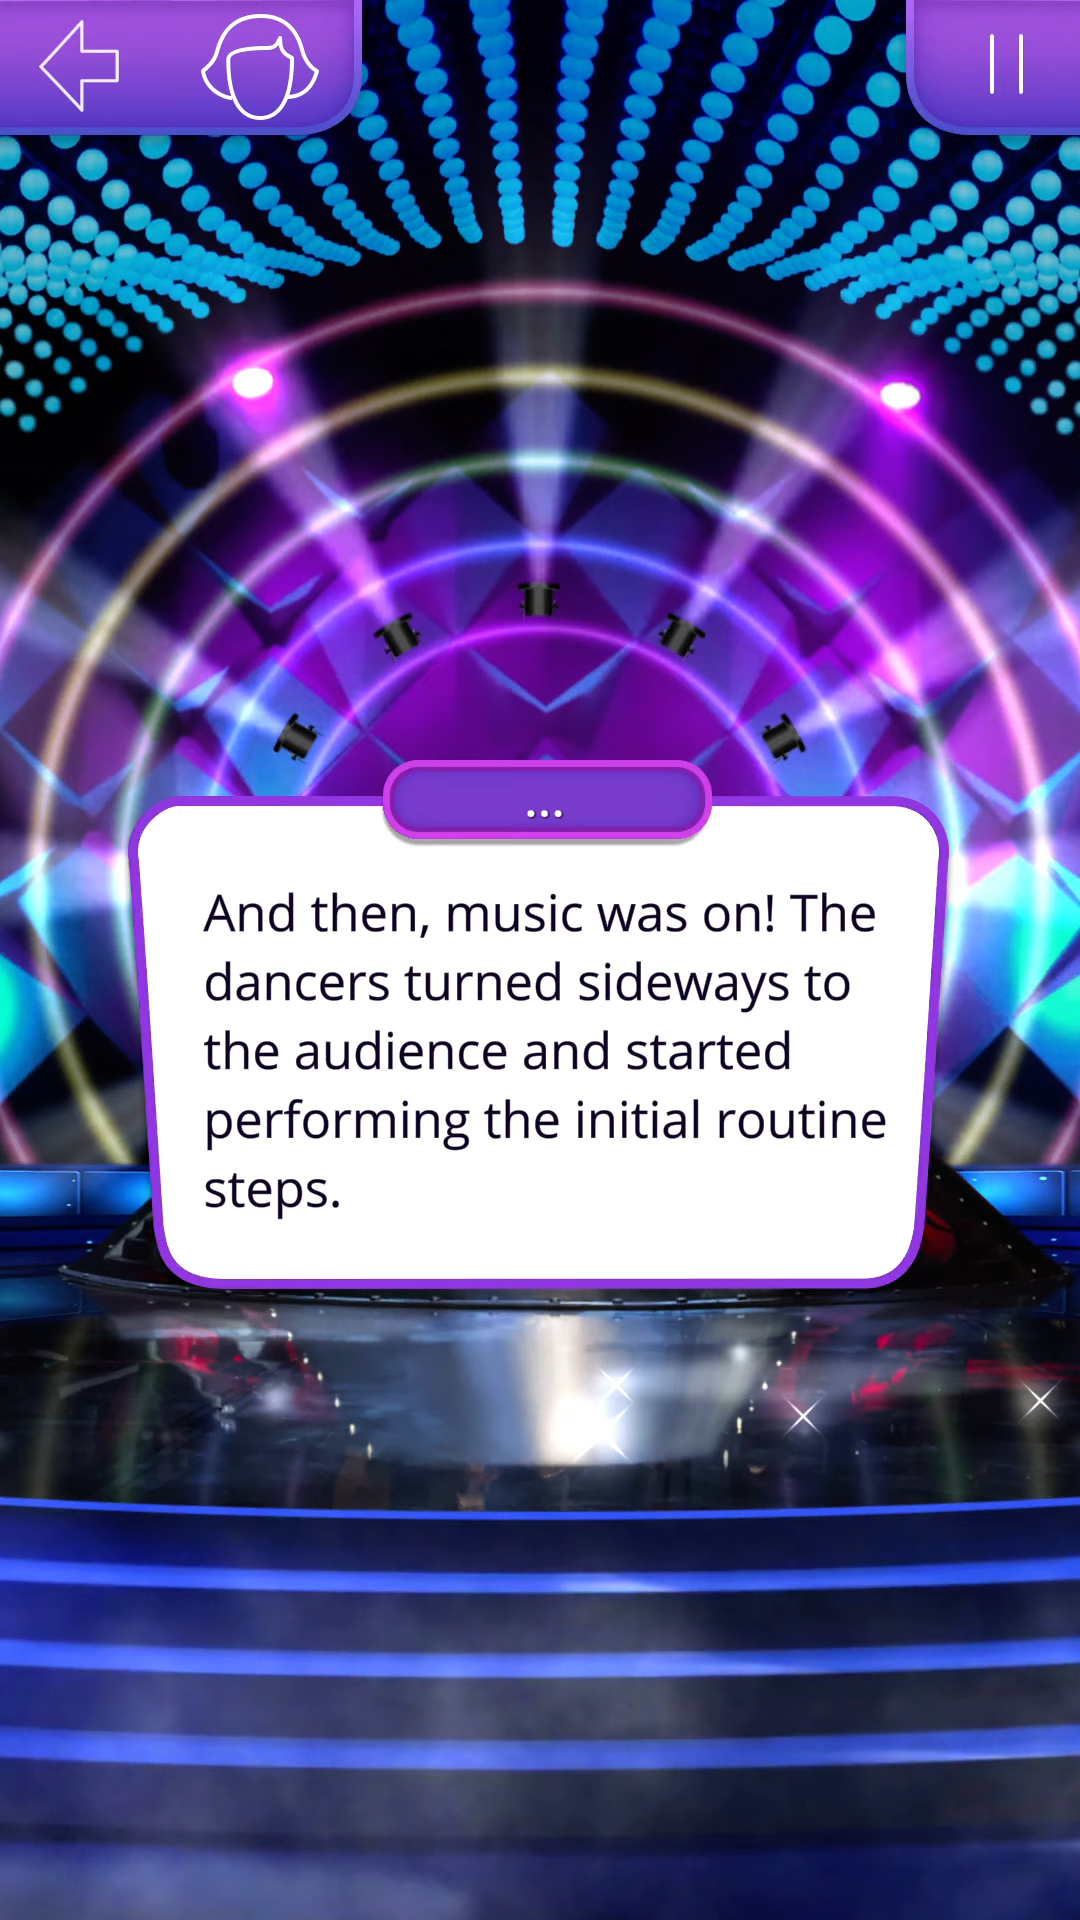 ...
And then, music was on! The
dancers turned sideways to
the audience and started
performing the initial routine
steps.